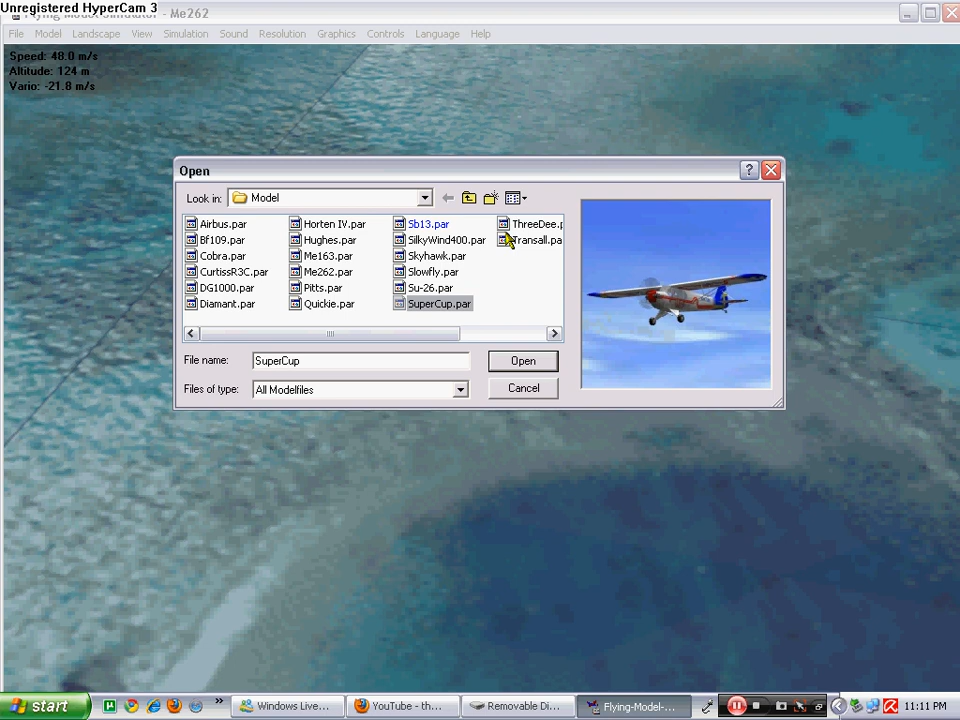 Unregistered HyperCam 3
Flying-Model-Simulator - Me262
File Model Landscape View Simulation Sound Resolution Graphics Controls Language Help
Speed: 48.0 m/s
Altitude: 124 m
Vario: -21.8 m/s
Open
Look in: Model
Airbus.par Horten IV.par Sb13.par ThreeDee.p
Bf109.par Hughes.par SilkyWind400.par Transall.pa
Cobra.par Me163.par Skyhawk.par
CurtissR3C.par Me262.par Slowfly.par
DG1000.par Pitts.par Su-26.par
Diamant.par Quickie.par SuperCup.par
File name: SuperCup Open
Files of type: All Modelfiles Cancel
start Windows Live... YouTube - th... Removable Di... Flying-Model-... 11:11 PM